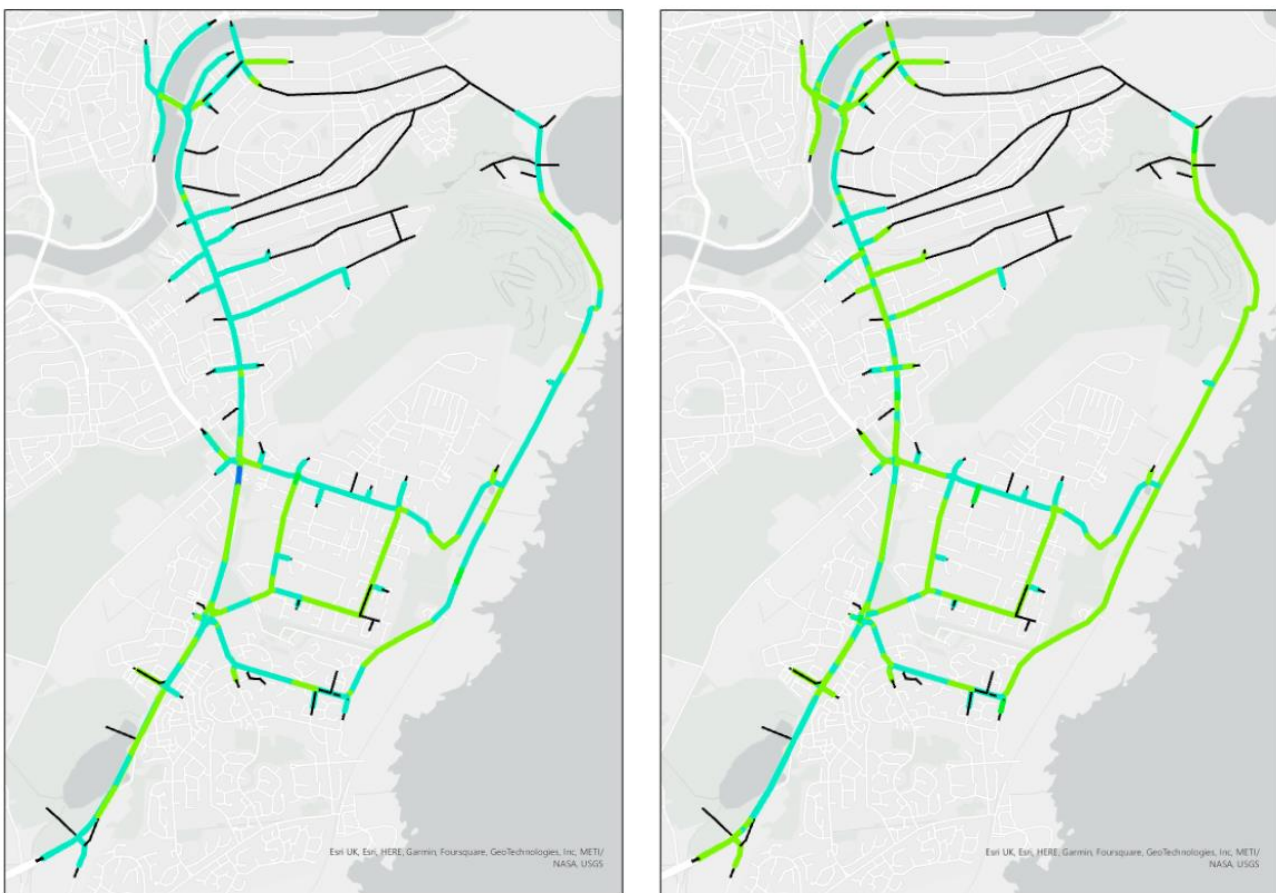 Esri UK, Esri, HERE, Garmin, Foursquare, GeoTechnologies, Inc, METI/
NASA, USGS
Esri UK, Esri, HERE, Garmin, Foursquare, GeoTechnologies, Inc, METI/
NASA, USGS